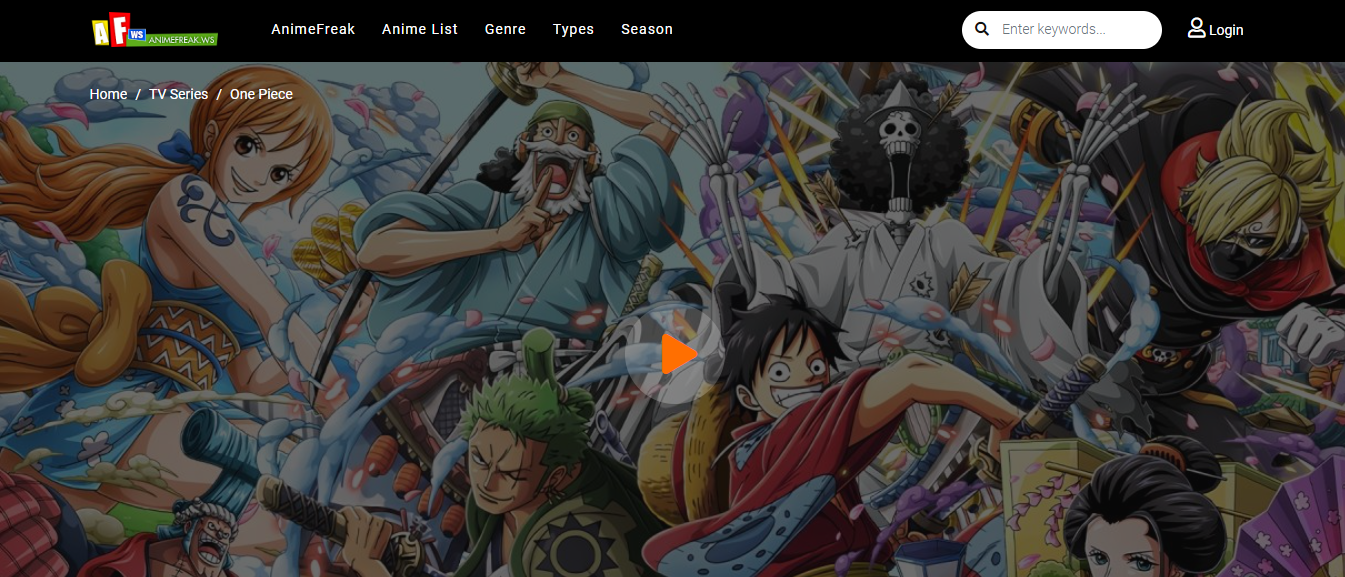 AF WS ANIMEFREAK.WS
AnimeFreak Anime List Genre Types Season
Enter keywords...
Login
Home / TV Series / One Piece